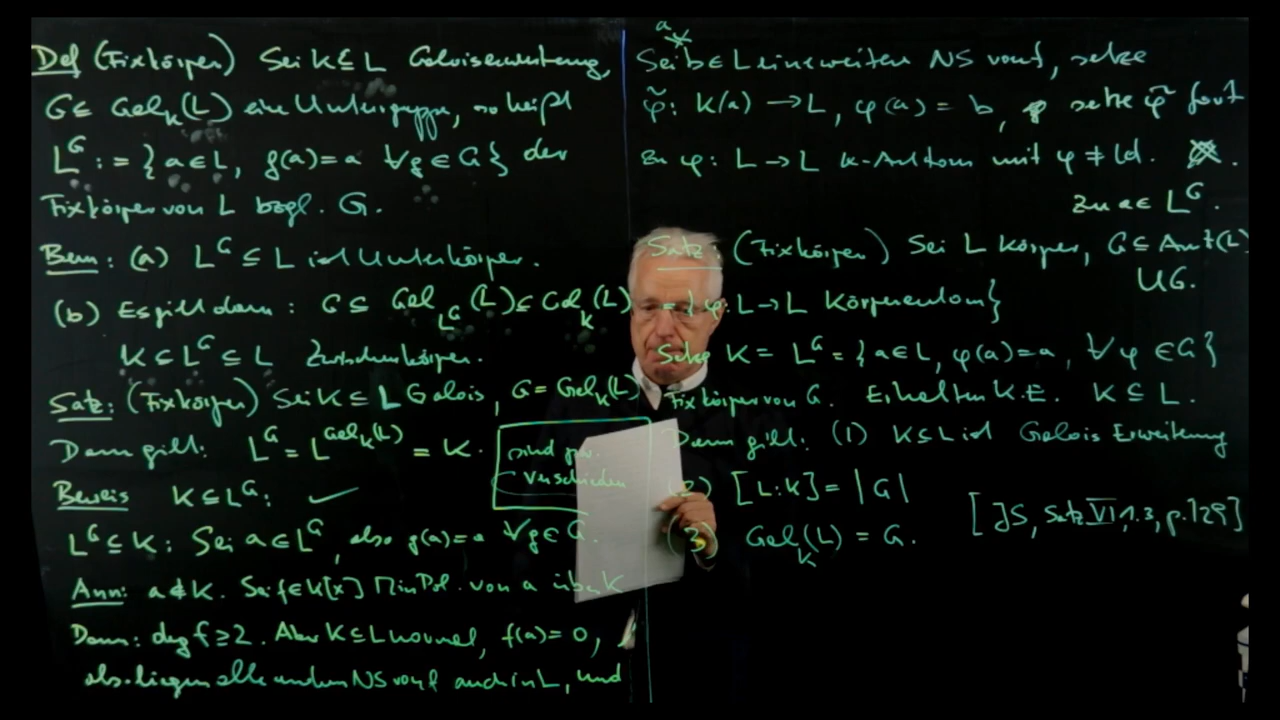 Def (Fixkörper) Sei K ⊆ L Galoiserweiterung,
G ⊆ Gal_K(L) eine Untergruppe, so heißt
L^G := { a ∈ L, g(a) = a ∀ g ∈ G } der
Fixkörper von L bzgl. G.
Bem: (a) L^G ⊆ L ist Unterkörper.
(b) Es gilt dann: G ⊆ Gal_{L^G}(L) ⊆ Gal_K(L)
K ⊆ L^G ⊆ L Zwischenkörper.
Satz: (Fixkörper) Sei K ⊆ L Galois, G = Gal_K(L)
Dann gilt: L^G = L^{Gal_K(L)} = K.
sind pw.
verschieden
Beweis K ⊆ L^G: ✓
L^G ⊆ K: Sei a ∈ L^G, also g(a) = a ∀ g ∈ G.
Ann: a ∉ K. Sei f ∈ K[x] MinPol. von a über K
Dann: deg f ≥ 2. Aber K ⊆ L normal, f(a) = 0,
also liegen alle anderen NS von f auch in L, und
a ≠
Sei b ∈ L eine weitere NS von f, setze
φ̃: K(a) → L, φ(a) = b, setze φ̃ fort
zu φ: L → L K-Autom mit φ ≠ id.
zu a ∈ L^G.
Satz: (Fixkörper) Sei L Körper, G ⊆ Aut(L)
UG.
= { φ: L → L Körperautom }
Setze K = L^G = { a ∈ L, φ(a) = a, ∀ φ ∈ G }
Fixkörper von G. Erhalten K.E. K ⊆ L.
Dann gilt: (1) K ⊆ L ist Galois Erweiterung
(2) [L:K] = |G|
[JS, Satz VI, 1.3, p.129]
(3) Gal_K(L) = G.